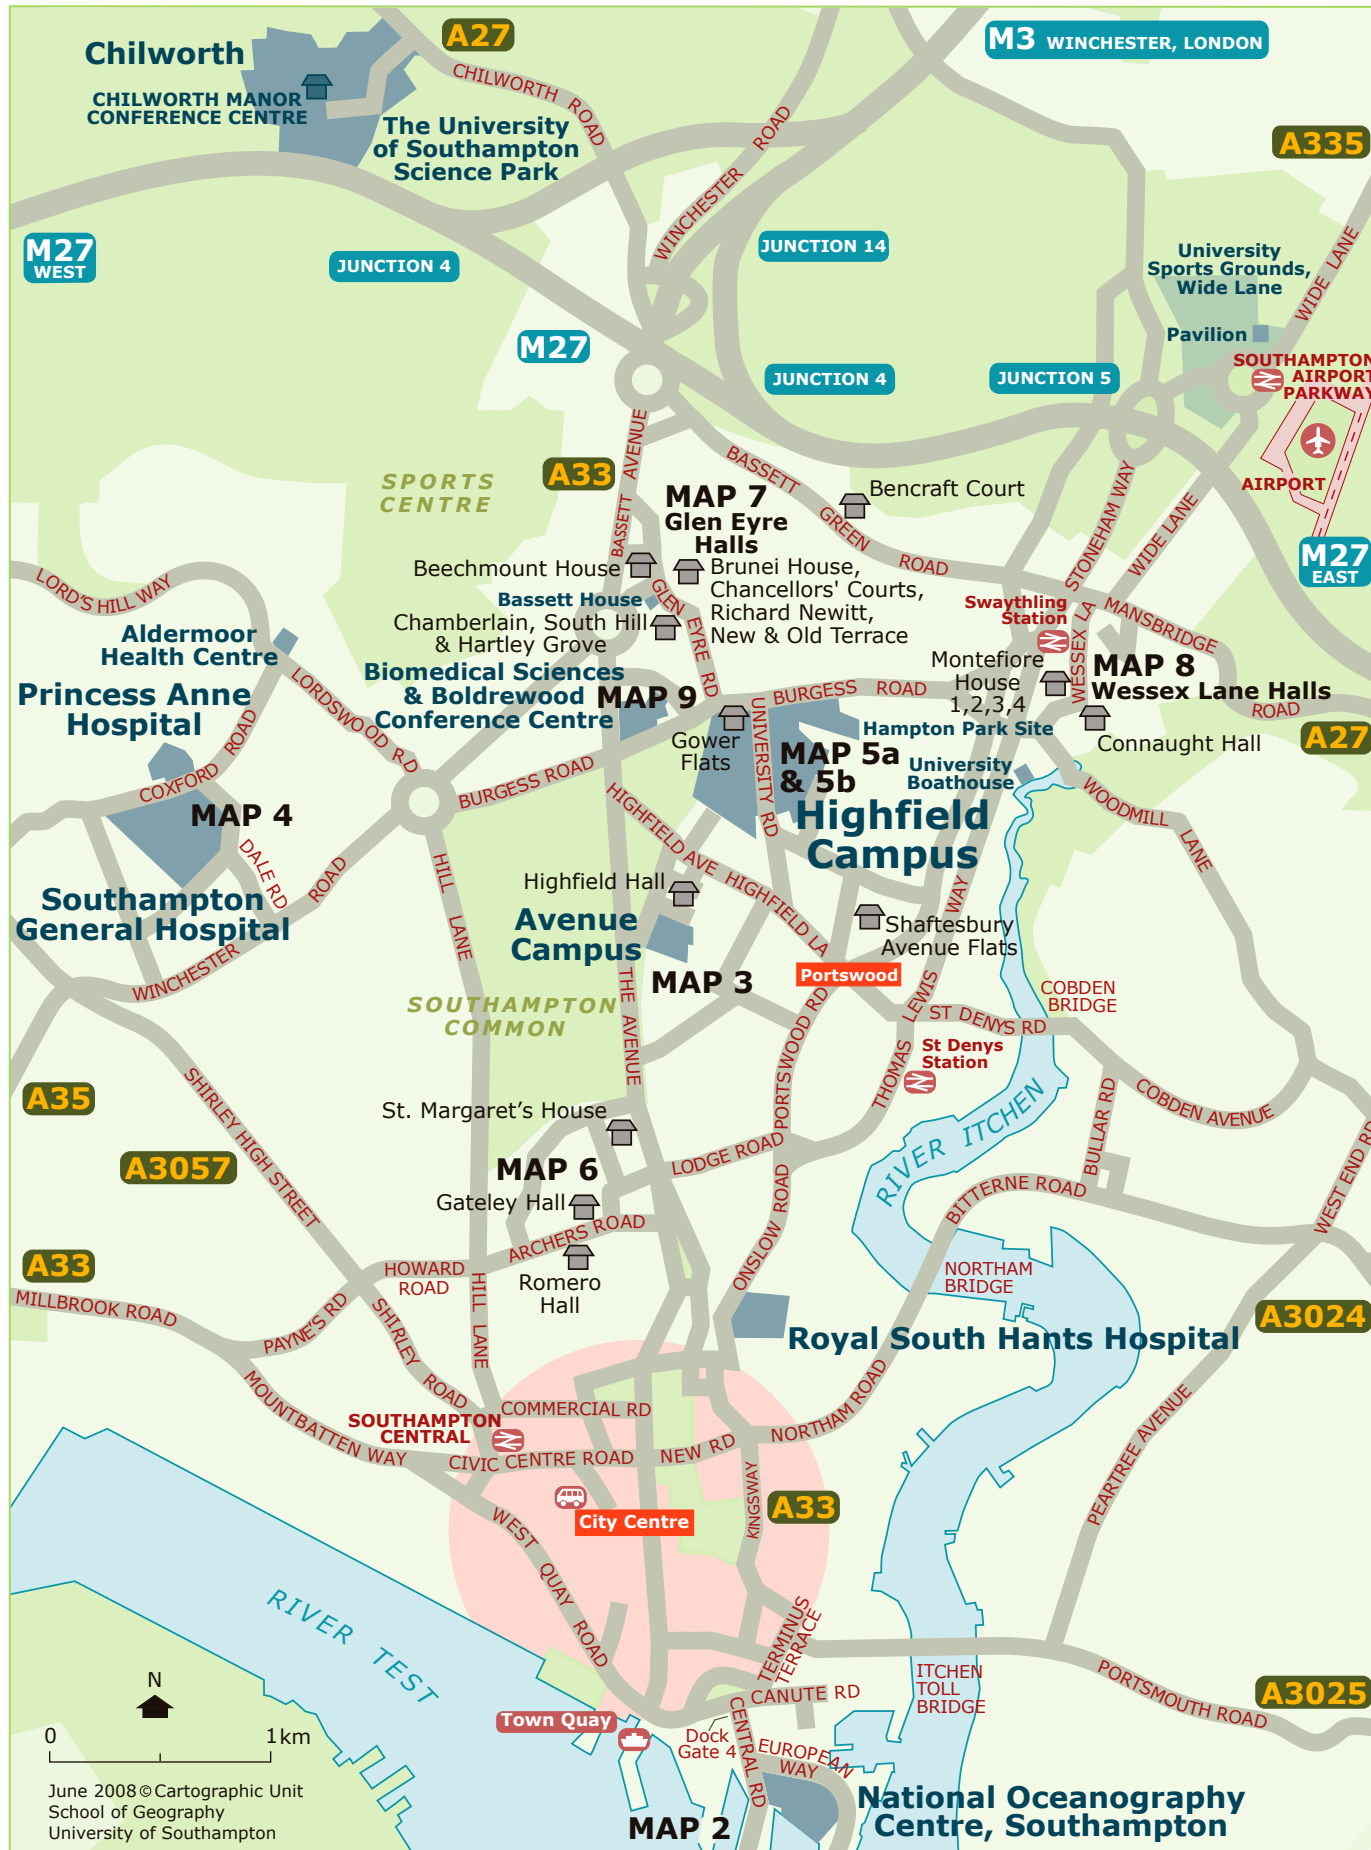 A27
M3 WINCHESTER, LONDON
Chilworth
CHILWORTH MANOR
CONFERENCE CENTRE
CHILWORTH ROAD
The University
of Southampton
Science Park
WINCHESTER ROAD
A335
M27
WEST
JUNCTION 4
JUNCTION 14
University
Sports Grounds,
Wide Lane
WIDE LANE
Pavilion
M27
JUNCTION 4
JUNCTION 5
SOUTHAMPTON
AIRPORT
PARKWAY
AIRPORT
M27
EAST
SPORTS
CENTRE
A33
BASSETT AVENUE
BASSETT
MAP 7
Glen Eyre
Halls
BASSETT GREEN ROAD
Bencraft Court
STONEHAM WAY
WIDE LANE
LORD'S HILL WAY
Beechmount House
Brunei House,
Chancellors' Courts,
Richard Newitt,
New & Old Terrace
Bassett House
GLEN EYRE RD
Chamberlain, South Hill
& Hartley Grove
Swaythling
Station
MANSBRIDGE ROAD
WESSEX LA
Aldermoor
Health Centre
Princess Anne
Hospital
LORDSWOOD RD
Biomedical Sciences
& Boldrewood
Conference Centre
MAP 9
Montefiore
House
1,2,3,4
MAP 8
Wessex Lane Halls
BURGESS ROAD
Gower
Flats
UNIVERSITY RD
Hampton Park Site
Connaught Hall
A27
COXFORD ROAD
MAP 4
BURGESS ROAD
MAP 5a
& 5b
Highfield
Campus
University
Boathouse
WOODMILL LANE
DALE RD
HILL LANE
HIGHFIELD AVE
HIGHFIELD LA
Southampton
General Hospital
WINCHESTER ROAD
Highfield Hall
Avenue
Campus
MAP 3
Shaftesbury
Avenue Flats
Portswood
THOMAS LEWIS WAY
SOUTHAMPTON
COMMON
THE AVENUE
PORTSWOOD RD
ST DENYS RD
COBDEN
BRIDGE
St Denys
Station
A35
SHIRLEY HIGH STREET
A3057
St. Margaret's House
LODGE ROAD
RIVER ITCHEN
BULLAR RD
COBDEN AVENUE
WEST END RD
MAP 6
Gateley Hall
ARCHERS ROAD
Romero
Hall
ONSLOW ROAD
BITTERNE ROAD
A33
MILLBROOK ROAD
HOWARD
ROAD
HILL LANE
PAYNE'S RD
SHIRLEY ROAD
NORTHAM
BRIDGE
A3024
Royal South Hants Hospital
MOUNTBATTEN WAY
SOUTHAMPTON
CENTRAL
COMMERCIAL RD
CIVIC CENTRE ROAD
NEW RD
NORTHAM ROAD
PEARTREE AVENUE
City Centre
KINGSWAY
A33
WEST QUAY ROAD
RIVER TEST
TERMINUS
TERRACE
ITCHEN
TOLL
BRIDGE
PORTSMOUTH ROAD
A3025
CANUTE RD
Town Quay
Dock
Gate 4
CENTRAL RD
EUROPEAN
WAY
N
0 1km
June 2008 © Cartographic Unit
School of Geography
University of Southampton
MAP 2
National Oceanography
Centre, Southampton